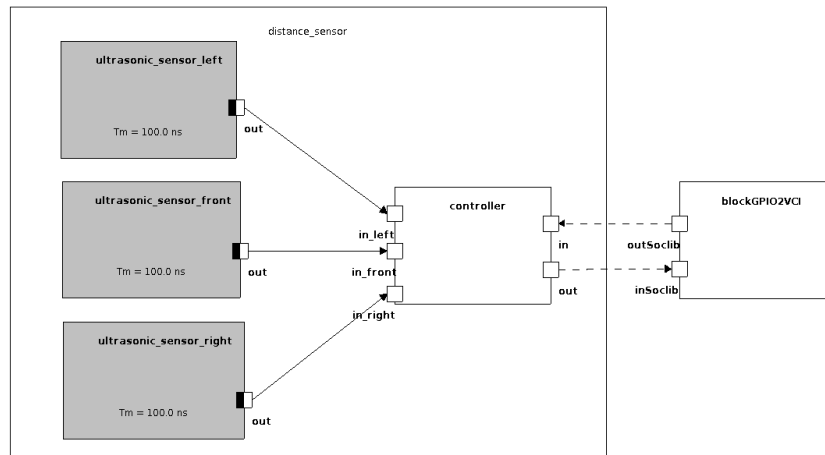 distance_sensor
ultrasonic_sensor_left
Tm = 100.0 ns
out
ultrasonic_sensor_front
Tm = 100.0 ns
out
ultrasonic_sensor_right
Tm = 100.0 ns
out
controller
in_left
in_front
in_right
in
out
blockGPIO2VCI
outSoclib
inSoclib